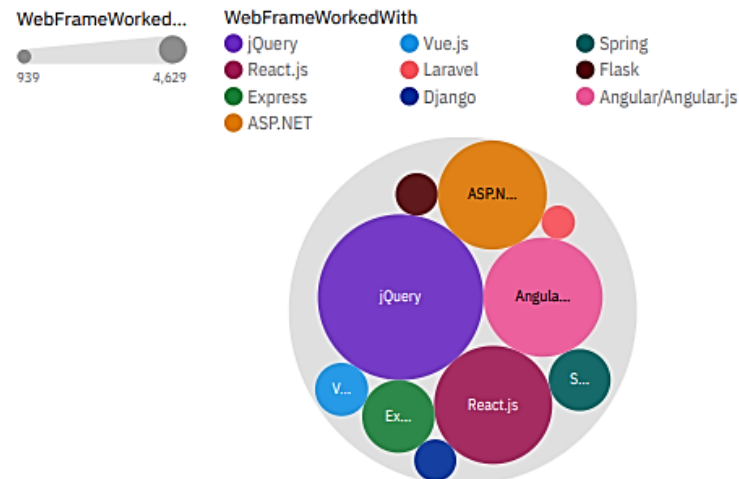 WebFrameWorked...
939
4,629
WebFrameWorkedWith
jQuery
Vue.js
Spring
React.js
Laravel
Flask
Express
Django
Angular/Angular.js
ASP.NET
ASP.N...
jQuery
Angula...
V...
Ex...
React.js
S...